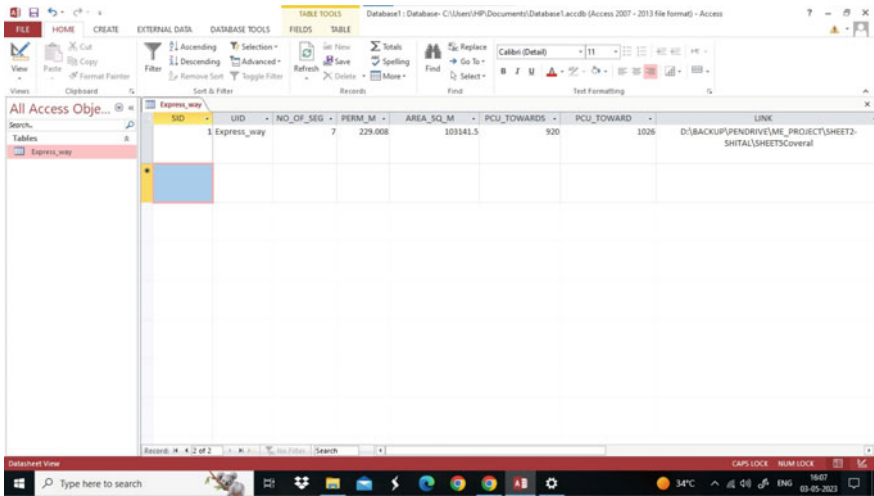 TABLE TOOLS
Database1 : Database- C:\Users\HP\Documents\Database1.accdb (Access 2007 - 2013 file format) - Access
FILE HOME CREATE EXTERNAL DATA DATABASE TOOLS FIELDS TABLE
View Paste Cut Copy Format Painter
Filter Ascending Descending Remove Sort Selection Advanced Toggle Filter
Refresh New Save Delete Totals Spelling More
Find Replace Go To Select
Calibri (Detail) 11
B I U A
Views Clipboard Sort & Filter Records Find Text Formatting
All Access Obje...
Search..
Tables
Express_way
Express_way
SID UID NO_OF_SEG PERM_M AREA_SQ_M PCU_TOWARDS PCU_TOWARD LINK
1 Express_way 7 229.008 103141.5 920 1026 D:\BACKUP\PENDRIVE\ME_PROJECT\SHEET2-
SHITAL\SHEET5Coveral
Record: 2 of 2 No Filter Search
Datasheet View CAPS LOCK NUM LOCK
Type here to search 34°C ENG 16:07
03-05-2023